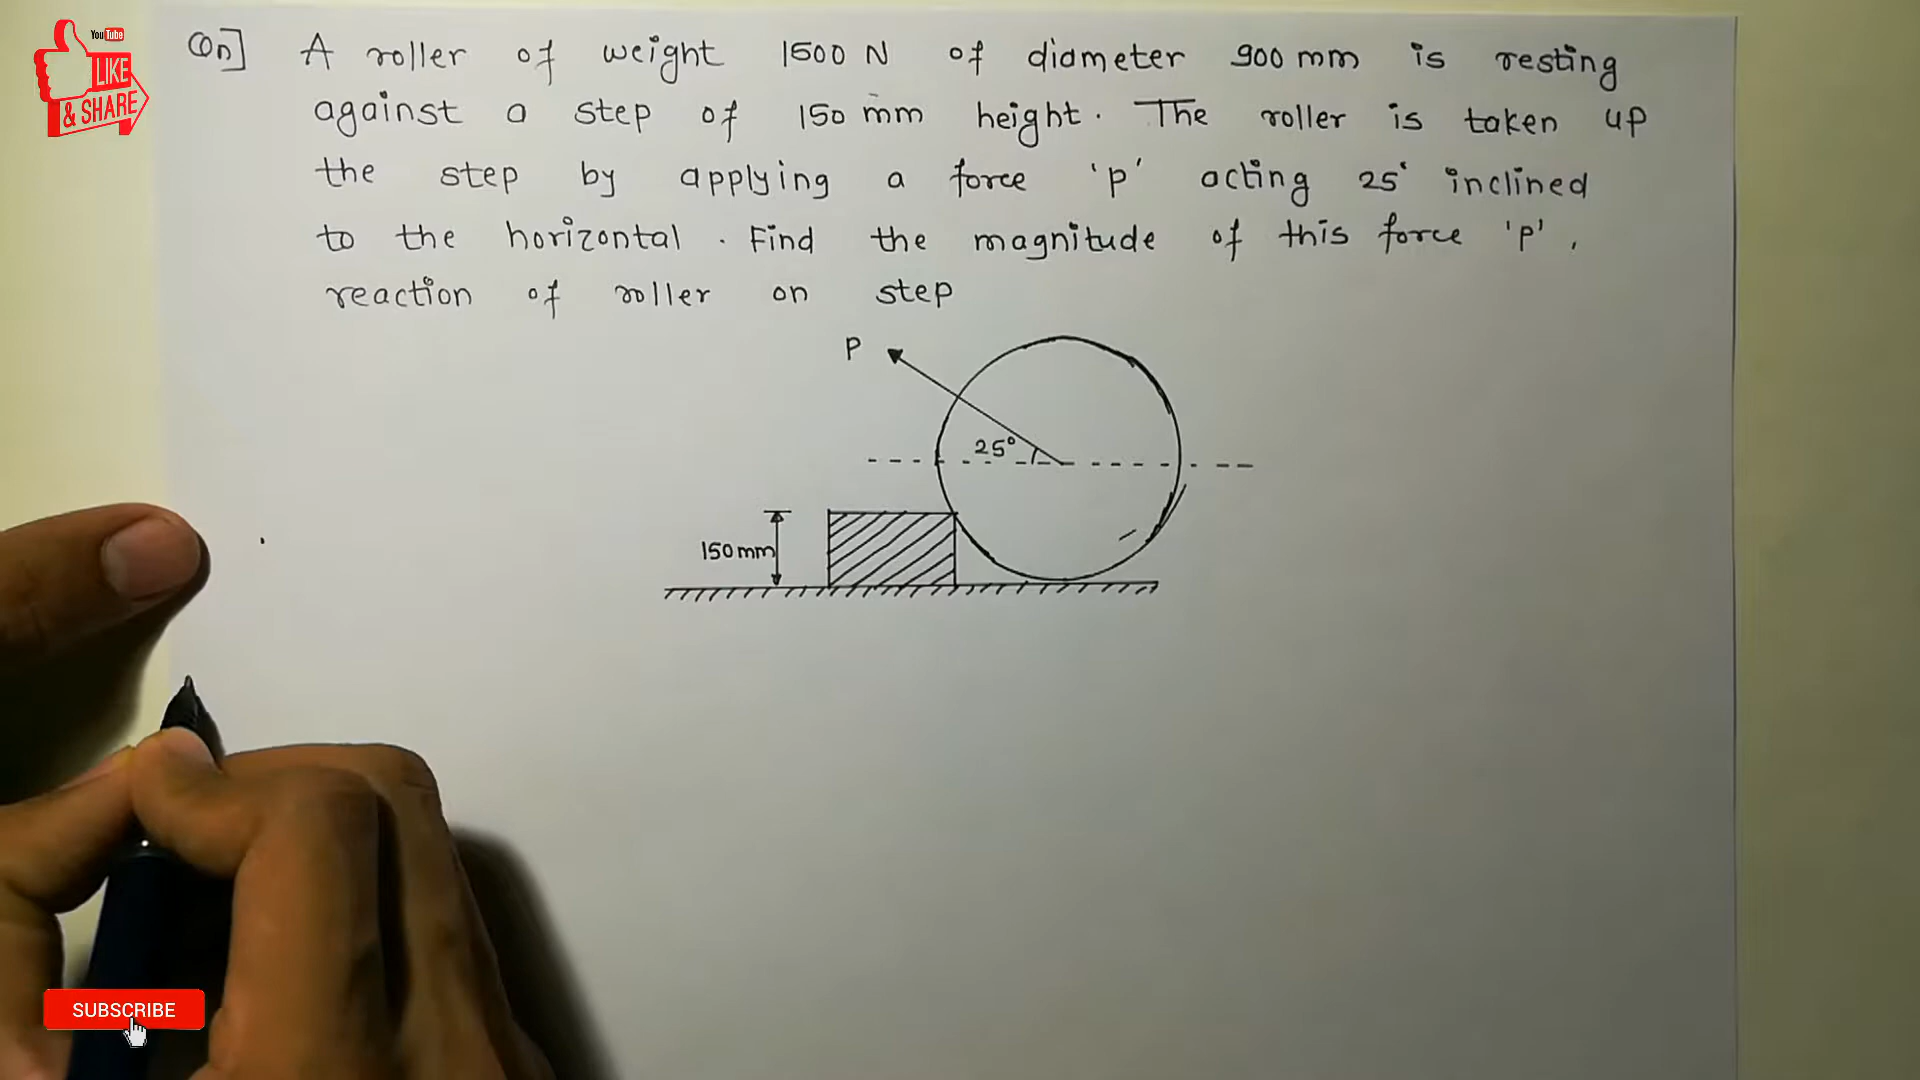 YouTube
LIKE
& SHARE
Qn] A roller of weight 1500 N of diameter 900 mm is resting
against a step of 150 mm height. The roller is taken up
the step by applying a force 'p' acting 25° inclined
to the horizontal. Find the magnitude of this force 'p',
reaction of roller on step
P
25°
150mm
SUBSCRIBE